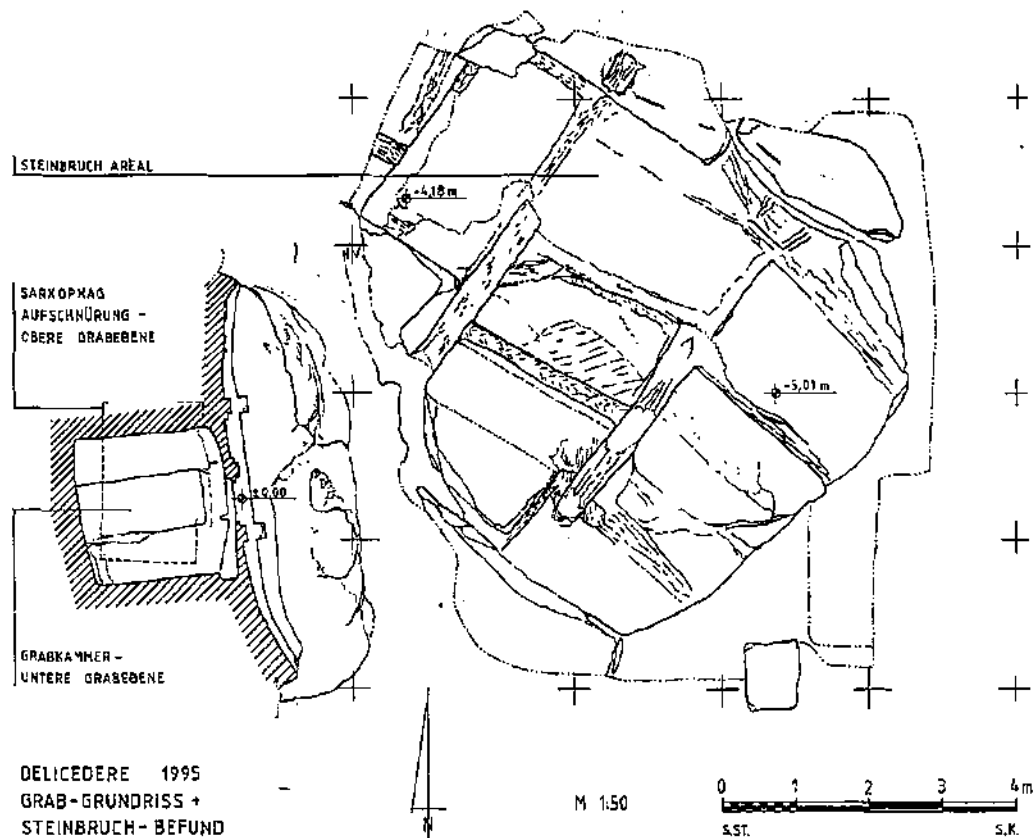 STEINBRUCH AREAL
-4,18 m
SARKOPHAG
AUFSCHNÜRUNG -
OBERE GRABEBENE
-5,01 m
±0,00
GRABKAMMER -
UNTERE GRABEBENE
DELICEDERE 1995
GRAB-GRUNDRISS +
STEINBRUCH-BEFUND
N
M 1:50
0 1 2 3 4m
S.ST. S.K.